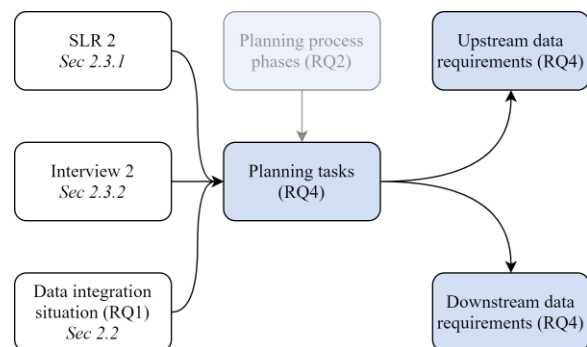 SLR 2
Sec 2.3.1
Planning process
phases (RQ2)
Upstream data
requirements (RQ4)
Interview 2
Sec 2.3.2
Planning tasks
(RQ4)
Data integration
situation (RQ1)
Sec 2.2
Downstream data
requirements (RQ4)